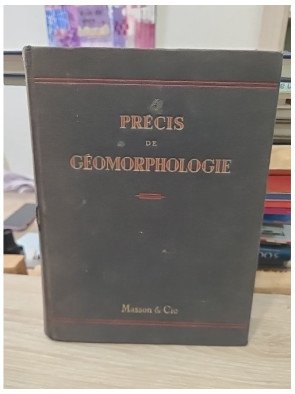 PRÉCIS
DE
GÉOMORPHOLOGIE
Masson & Cie